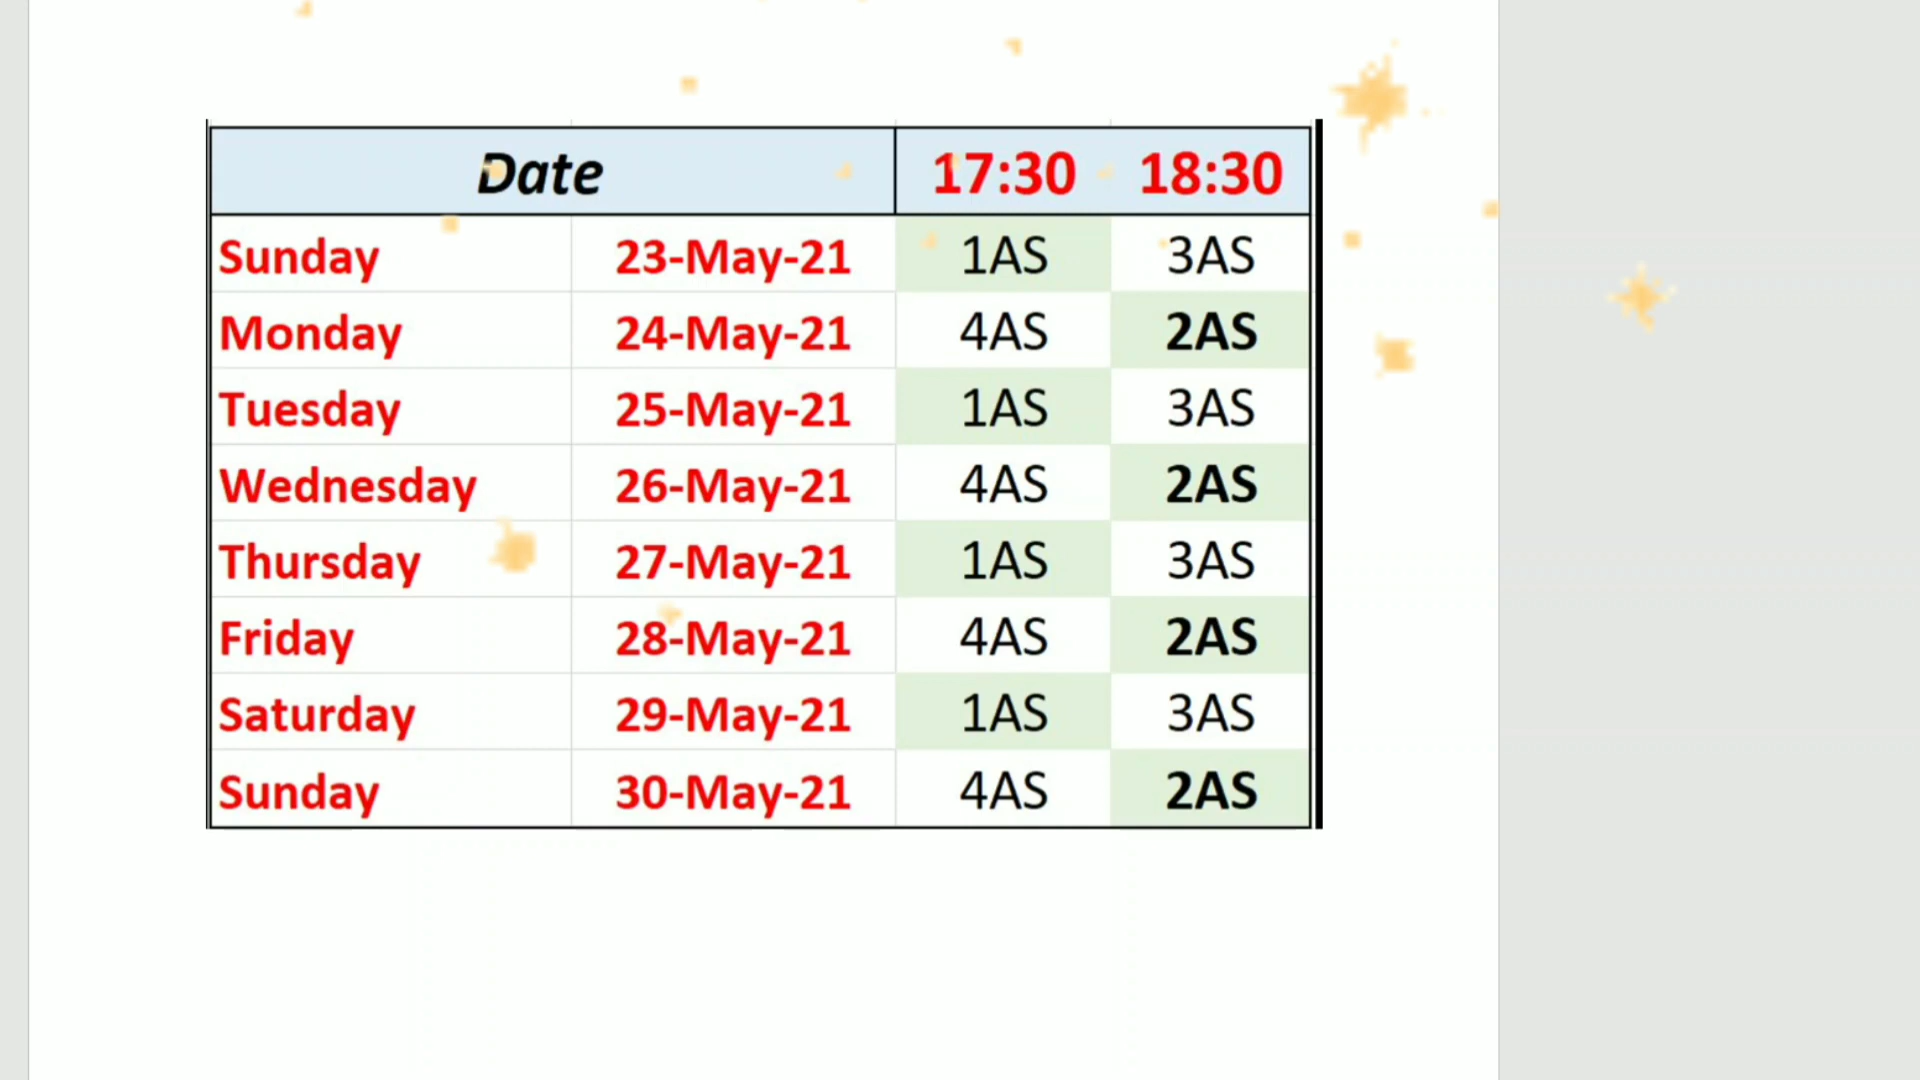 Date 17:30 18:30
Sunday 23-May-21 1AS 3AS
Monday 24-May-21 4AS 2AS
Tuesday 25-May-21 1AS 3AS
Wednesday 26-May-21 4AS 2AS
Thursday 27-May-21 1AS 3AS
Friday 28-May-21 4AS 2AS
Saturday 29-May-21 1AS 3AS
Sunday 30-May-21 4AS 2AS